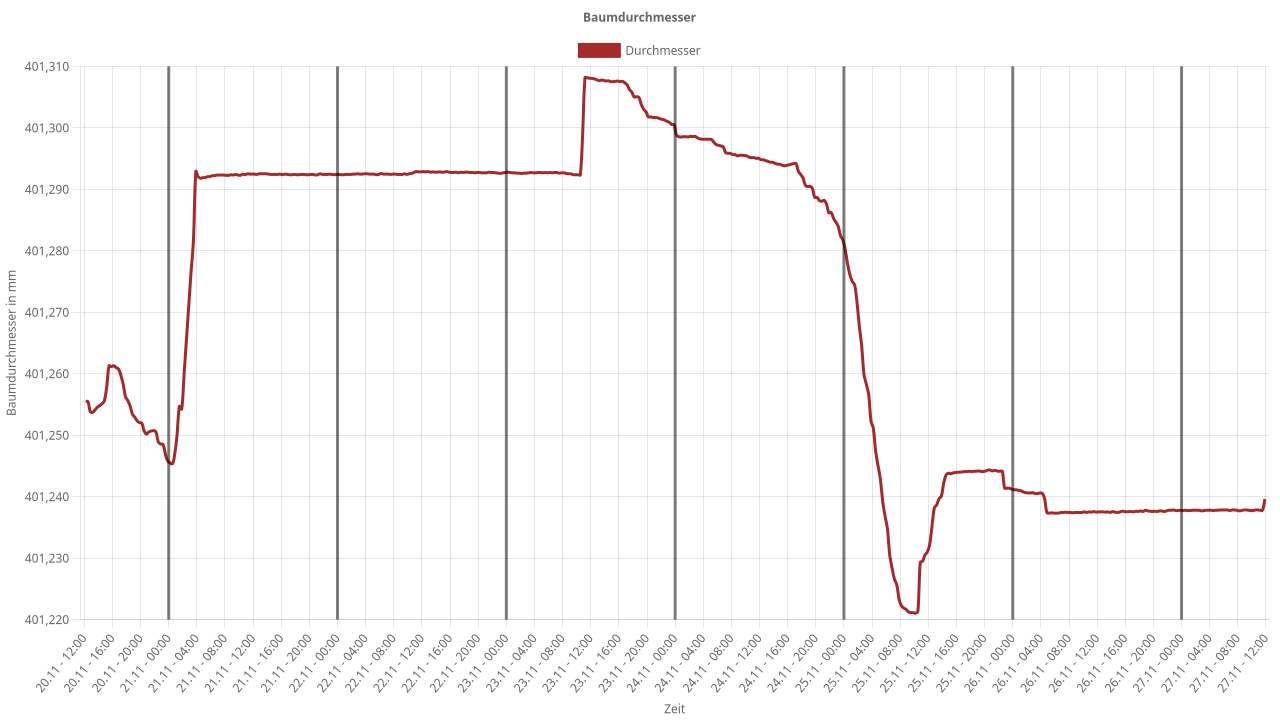 Baumdurchmesser
Durchmesser
401,310
401,300
401,290
401,280
401,270
401,260
401,250
401,240
401,230
401,220
Baumdurchmesser in mm
20.11 - 12:00
20.11 - 16:00
20.11 - 20:00
21.11 - 00:00
21.11 - 04:00
21.11 - 08:00
21.11 - 12:00
21.11 - 16:00
21.11 - 20:00
22.11 - 00:00
22.11 - 04:00
22.11 - 08:00
22.11 - 12:00
22.11 - 16:00
22.11 - 20:00
23.11 - 00:00
23.11 - 04:00
23.11 - 08:00
23.11 - 12:00
23.11 - 16:00
23.11 - 20:00
24.11 - 00:00
24.11 - 04:00
24.11 - 08:00
24.11 - 12:00
24.11 - 16:00
24.11 - 20:00
25.11 - 00:00
25.11 - 04:00
25.11 - 08:00
25.11 - 12:00
25.11 - 16:00
25.11 - 20:00
26.11 - 00:00
26.11 - 04:00
26.11 - 08:00
26.11 - 12:00
26.11 - 16:00
26.11 - 20:00
27.11 - 00:00
27.11 - 04:00
27.11 - 08:00
27.11 - 12:00
Zeit